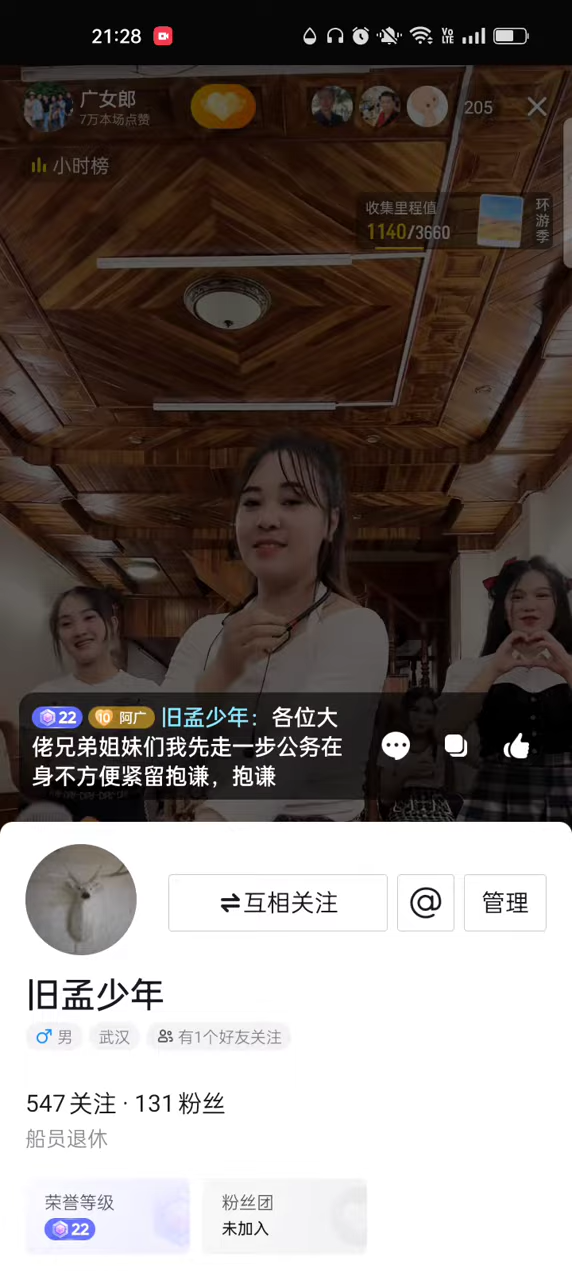 21:28
Vo
LTE
广女郎
7万本场点赞
205
小时榜
收集里程值
1140/3660
环游季
22 10 阿广 旧孟少年：各位大
佬兄弟姐妹们我先走一步公务在
身不方便紧留抱谦，抱谦
互相关注
@
管理
旧孟少年
男
武汉
有1个好友关注
547 关注 · 131 粉丝
船员退休
荣誉等级
22
粉丝团
未加入